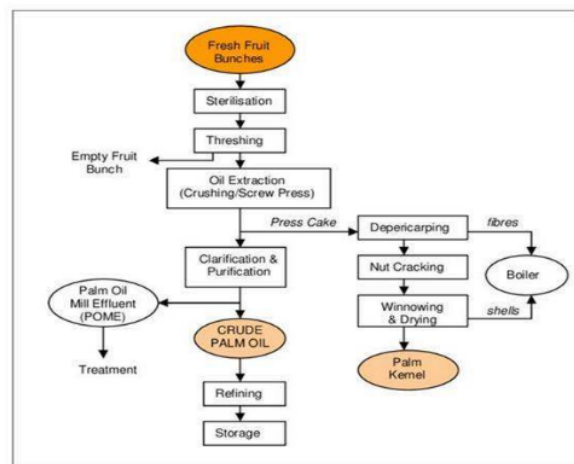 Fresh Fruit
Bunches
Sterilisation
Threshing
Empty Fruit
Bunch
Oil Extraction
(Crushing/Screw Press)
Press Cake
Depericarping
fibres
Clarification &
Purification
Nut Cracking
Boiler
Palm Oil
Mill Effluent
(POME)
Winnowing
& Drying
shells
CRUDE
PALM OIL
Palm
Kernel
Treatment
Refining
Storage